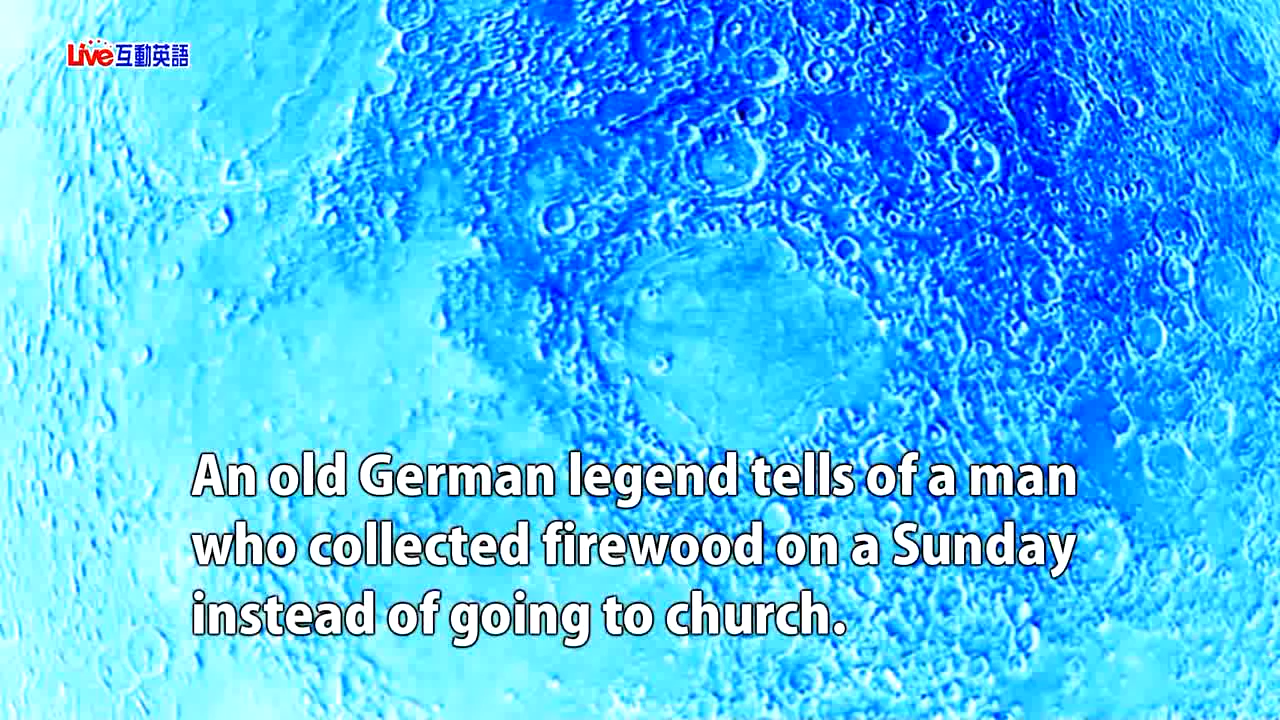 Live互動英語
An old German legend tells of a man
who collected firewood on a Sunday
instead of going to church.